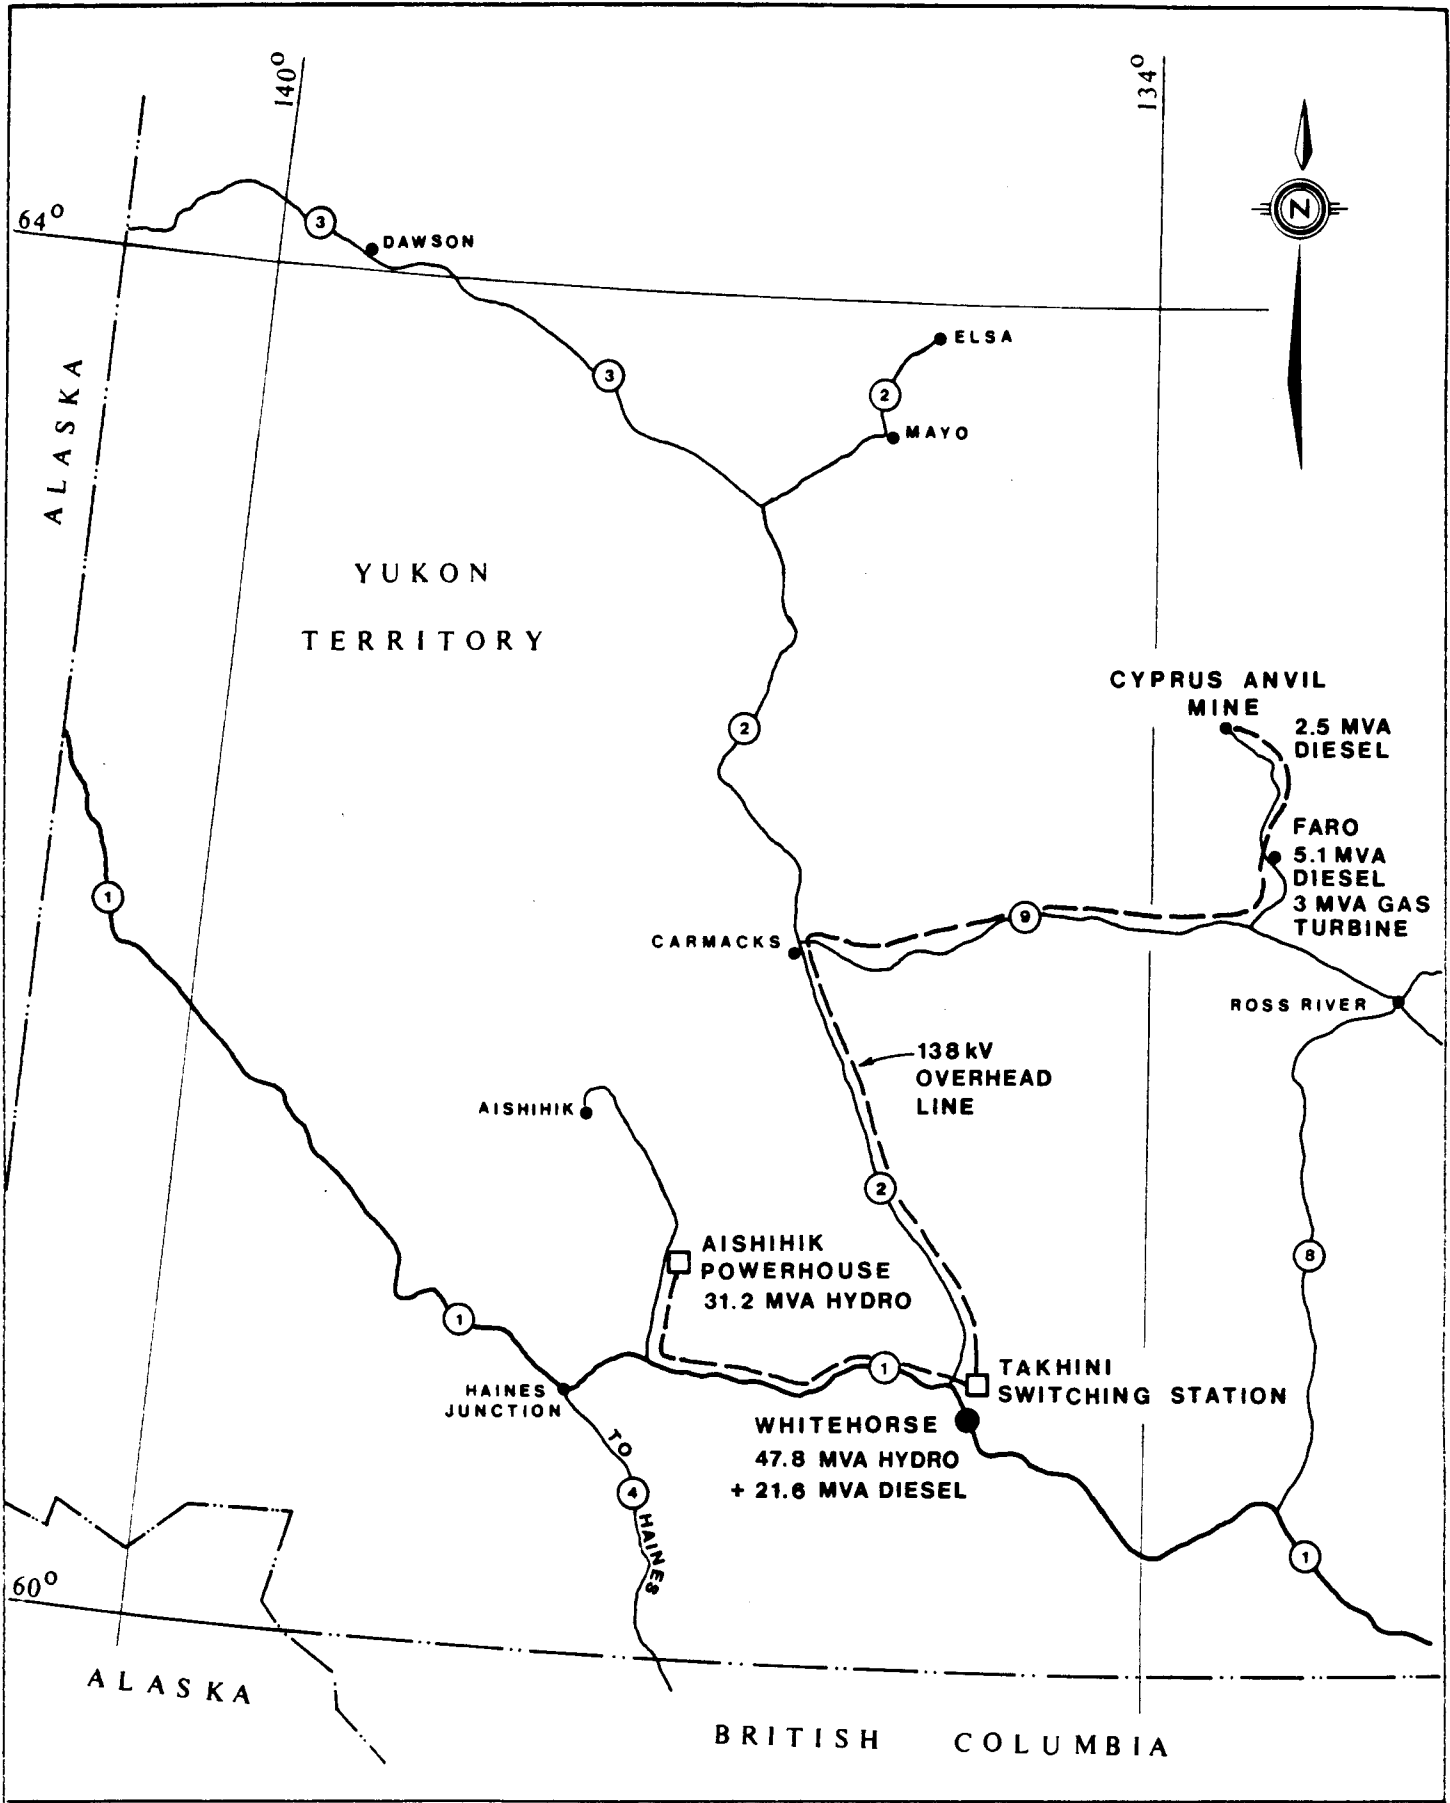 140°
134°
64°
3
DAWSON
N
ELSA
3
2
MAYO
ALASKA
YUKON
TERRITORY
CYPRUS ANVIL
MINE
2.5 MVA
DIESEL
2
FARO
5.1 MVA
DIESEL
3 MVA GAS
TURBINE
1
9
CARMACKS
ROSS RIVER
138 kV
OVERHEAD
LINE
AISHIHIK
2
AISHIHIK
POWERHOUSE
31.2 MVA HYDRO
8
1
1
TAKHINI
SWITCHING STATION
HAINES
JUNCTION
WHITEHORSE
47.8 MVA HYDRO
+ 21.6 MVA DIESEL
TO
4
HAINES
1
60°
ALASKA
BRITISH COLUMBIA